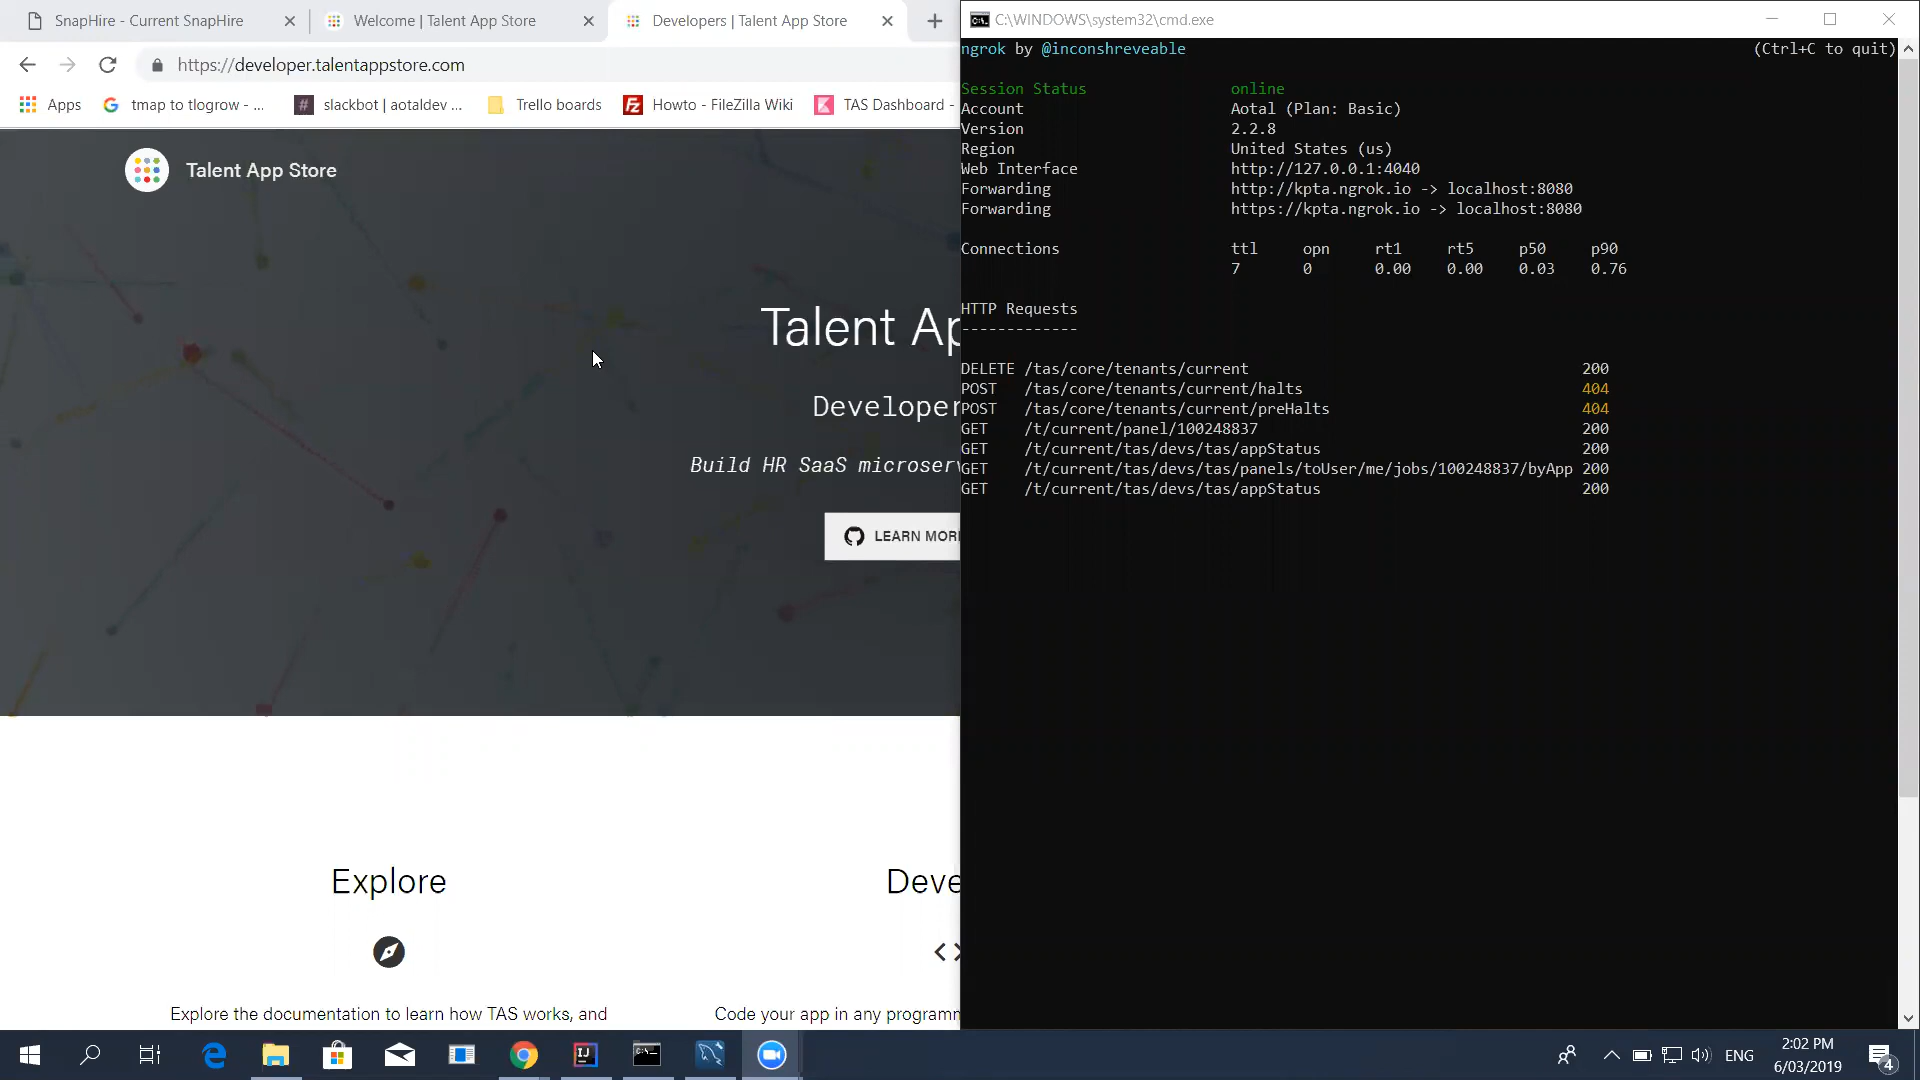 SnapHire - Current SnapHire
Welcome | Talent App Store
Developers | Talent App Store
https://developer.talentappstore.com
Apps
tmap to tlogrow - ...
slackbot | aotaldev ...
Trello boards
Howto - FileZilla Wiki
TAS Dashboard -
Talent App Store
Talent Ap
Developer
Build HR SaaS microserv
LEARN MOR
Explore
Deve
Explore the documentation to learn how TAS works, and
Code your app in any programm
C:\WINDOWS\system32\cmd.exe
ngrok by @inconshreveable (Ctrl+C to quit)
Session Status online
Account Aotal (Plan: Basic)
Version 2.2.8
Region United States (us)
Web Interface http://127.0.0.1:4040
Forwarding http://kpta.ngrok.io -> localhost:8080
Forwarding https://kpta.ngrok.io -> localhost:8080
Connections ttl opn rt1 rt5 p50 p90
7 0 0.00 0.00 0.03 0.76
HTTP Requests
-------------
DELETE /tas/core/tenants/current 200
POST /tas/core/tenants/current/halts 404
POST /tas/core/tenants/current/preHalts 404
GET /t/current/panel/100248837 200
GET /t/current/tas/devs/tas/appStatus 200
GET /t/current/tas/devs/tas/panels/toUser/me/jobs/100248837/byApp 200
GET /t/current/tas/devs/tas/appStatus 200
ENG
2:02 PM
6/03/2019
4